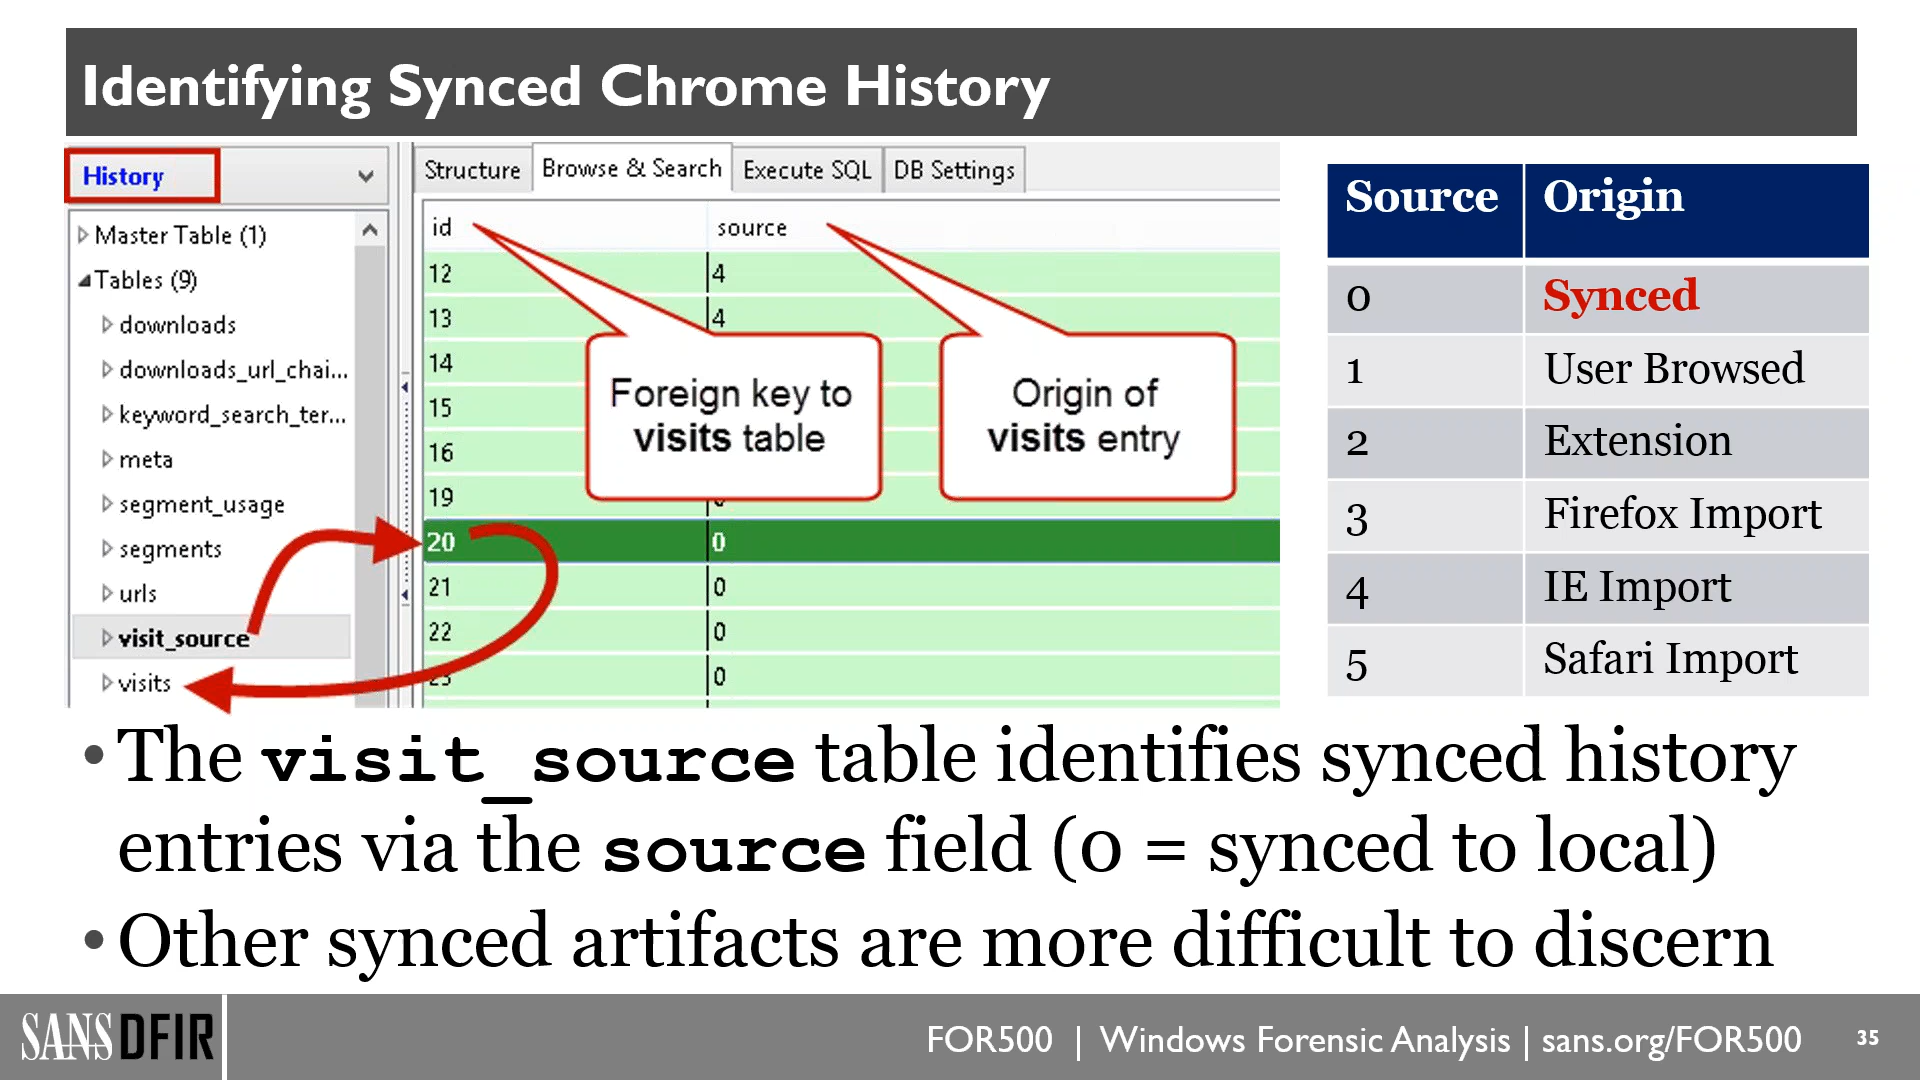 Identifying Synced Chrome History
History
Master Table (1)
Tables (9)
downloads
downloads_url_chai...
keyword_search_ter...
meta
segment_usage
segments
urls
visit_source
visits
Structure
Browse & Search
Execute SQL
DB Settings
id source
12 4
13 4
14
15
16
19
20 0
21 0
22 0
0
Foreign key to
visits table
Origin of
visits entry
Source Origin
0 Synced
1 User Browsed
2 Extension
3 Firefox Import
4 IE Import
5 Safari Import
• The visit_source table identifies synced history
entries via the source field (0 = synced to local)
• Other synced artifacts are more difficult to discern
SANS DFIR
FOR500 | Windows Forensic Analysis | sans.org/FOR500 35